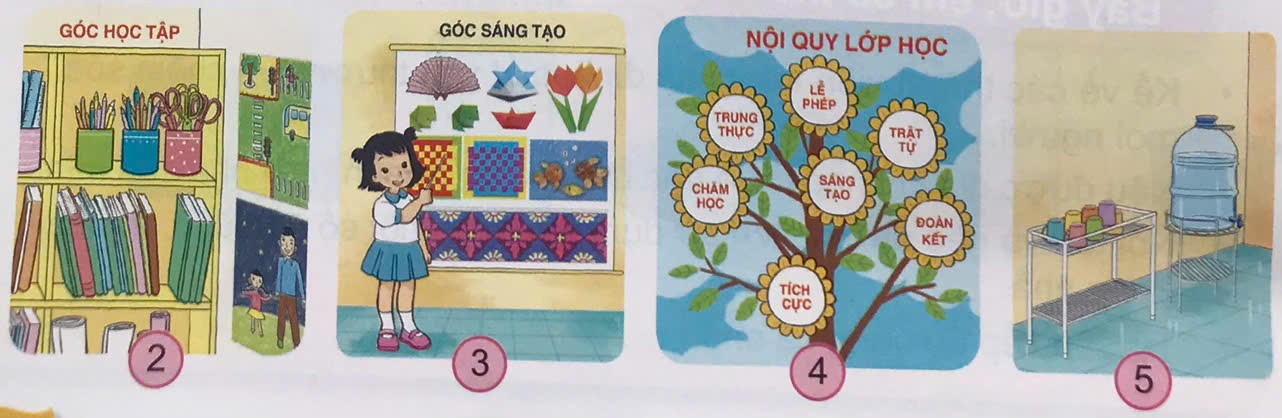 GÓC HỌC TẬP
2
GÓC SÁNG TẠO
3
NỘI QUY LỚP HỌC
LỄ
PHÉP
TRUNG
THỰC
TRẬT
TỰ
CHĂM
HỌC
SÁNG
TẠO
ĐOÀN
KẾT
TÍCH
CỰC
4
5